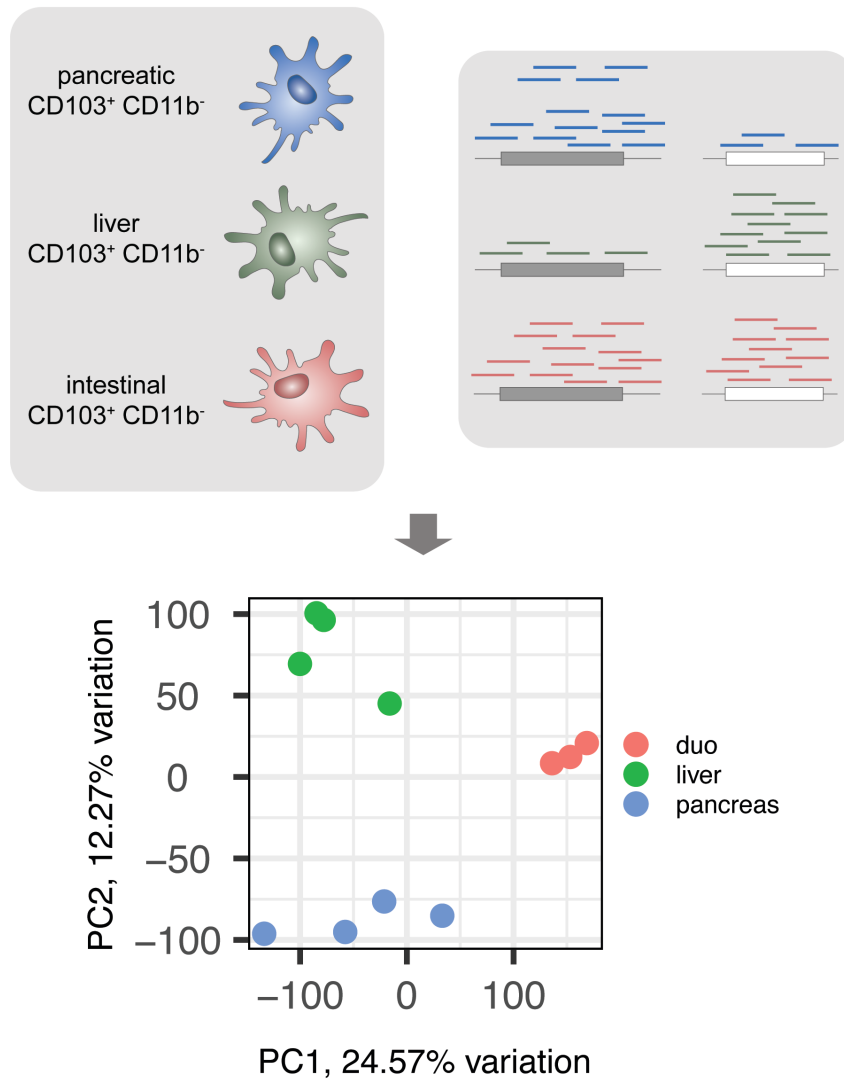 pancreatic
CD103⁺ CD11b⁻
liver
CD103⁺ CD11b⁻
intestinal
CD103⁺ CD11b⁻
PC2, 12.27% variation
100
50
0
−50
−100
−100 0 100
PC1, 24.57% variation
duo
liver
pancreas